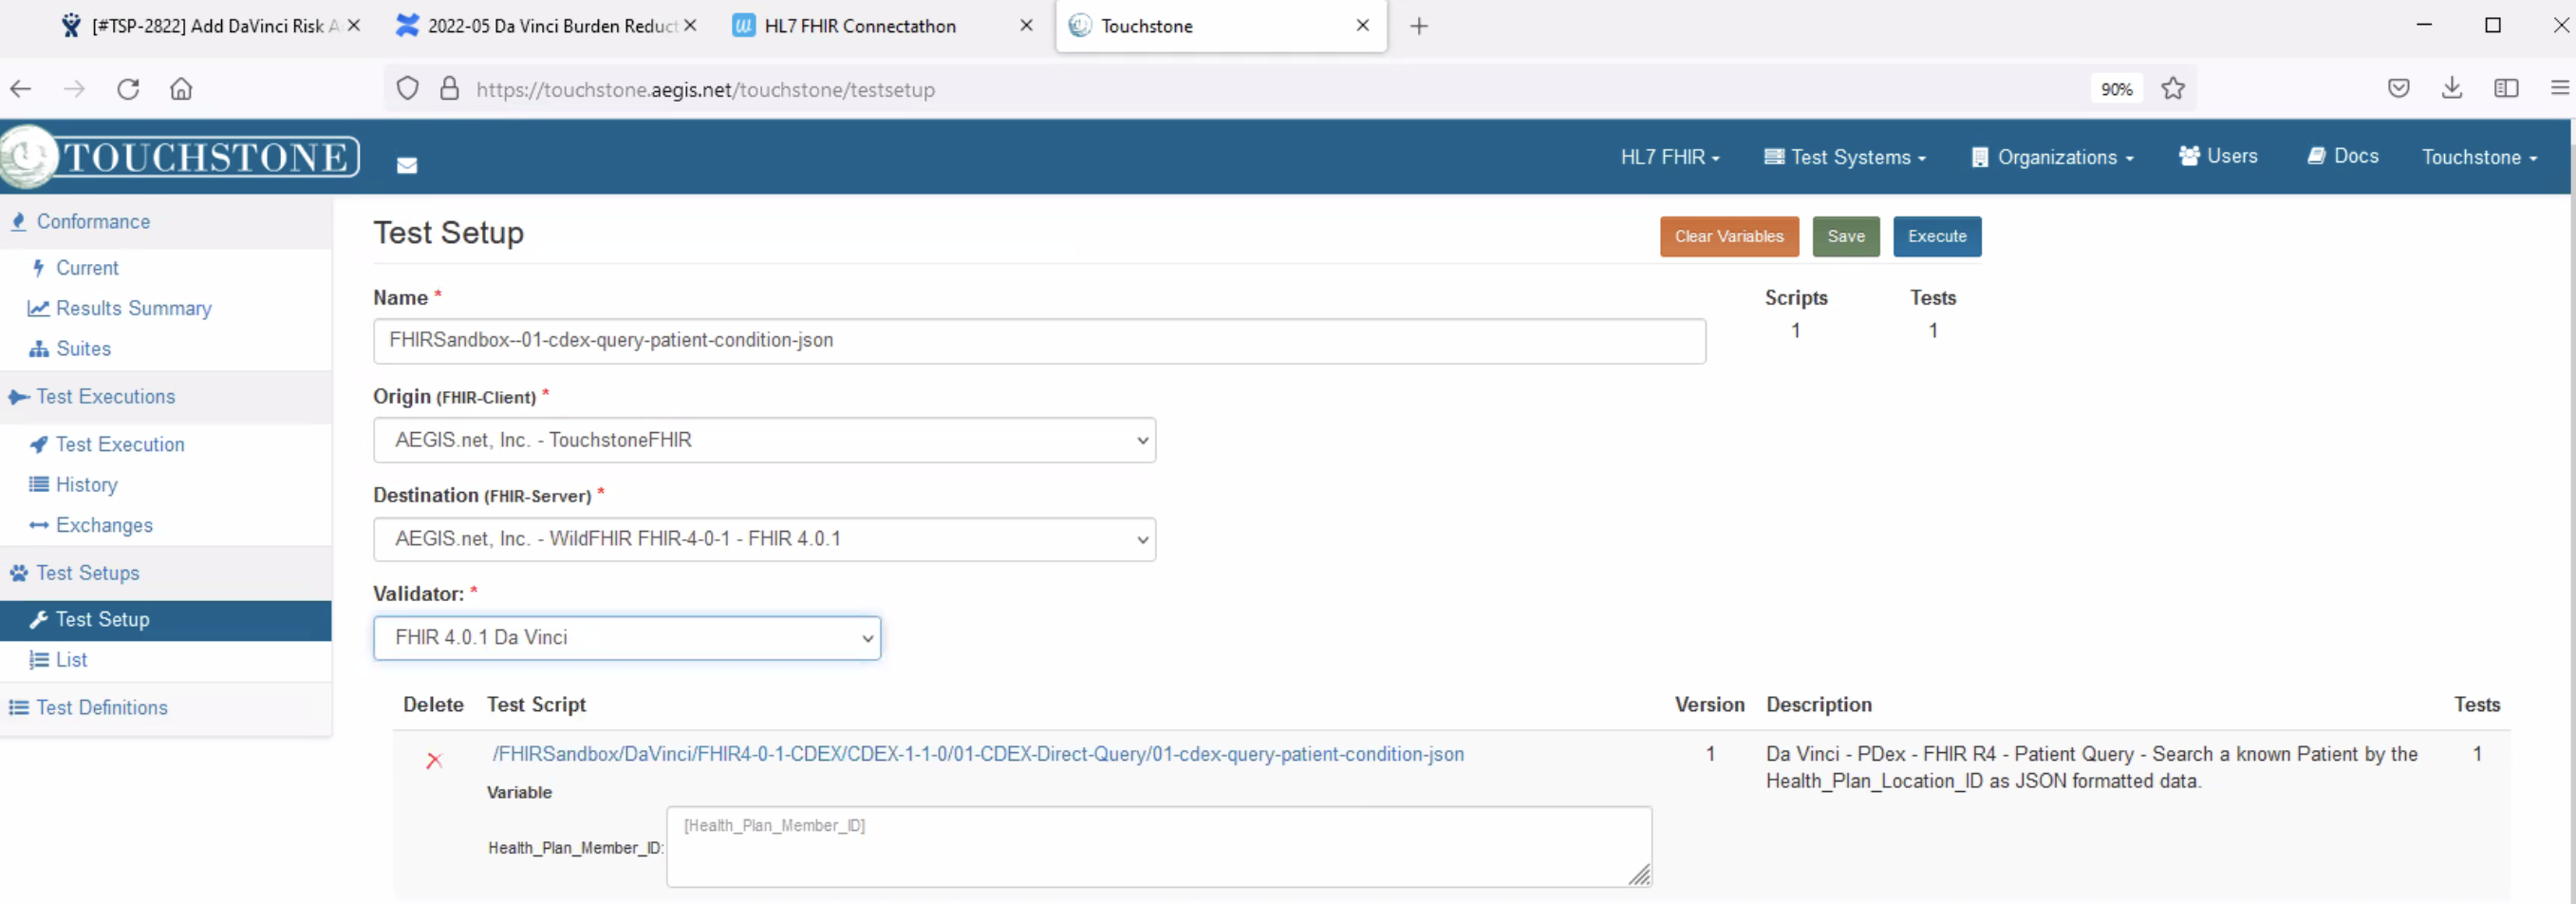 [#TSP-2822] Add DaVinci Risk A
2022-05 Da Vinci Burden Reduct
HL7 FHIR Connectathon
Touchstone
https://touchstone.aegis.net/touchstone/testsetup
90%
TOUCHSTONE
HL7 FHIR
Test Systems
Organizations
Users
Docs
Touchstone
Conformance
Current
Results Summary
Suites
Test Executions
Test Execution
History
Exchanges
Test Setups
Test Setup
List
Test Definitions
Test Setup
Clear Variables
Save
Execute
Name *
Scripts
Tests
FHIRSandbox--01-cdex-query-patient-condition-json
1
1
Origin (FHIR-Client) *
AEGIS.net, Inc. - TouchstoneFHIR
Destination (FHIR-Server) *
AEGIS.net, Inc. - WildFHIR FHIR-4-0-1 - FHIR 4.0.1
Validator: *
FHIR 4.0.1 Da Vinci
Delete
Test Script
Version
Description
Tests
/FHIRSandbox/DaVinci/FHIR4-0-1-CDEX/CDEX-1-1-0/01-CDEX-Direct-Query/01-cdex-query-patient-condition-json
1
Da Vinci - PDex - FHIR R4 - Patient Query - Search a known Patient by the
Health_Plan_Location_ID as JSON formatted data.
1
Variable
Health_Plan_Member_ID:
[Health_Plan_Member_ID]